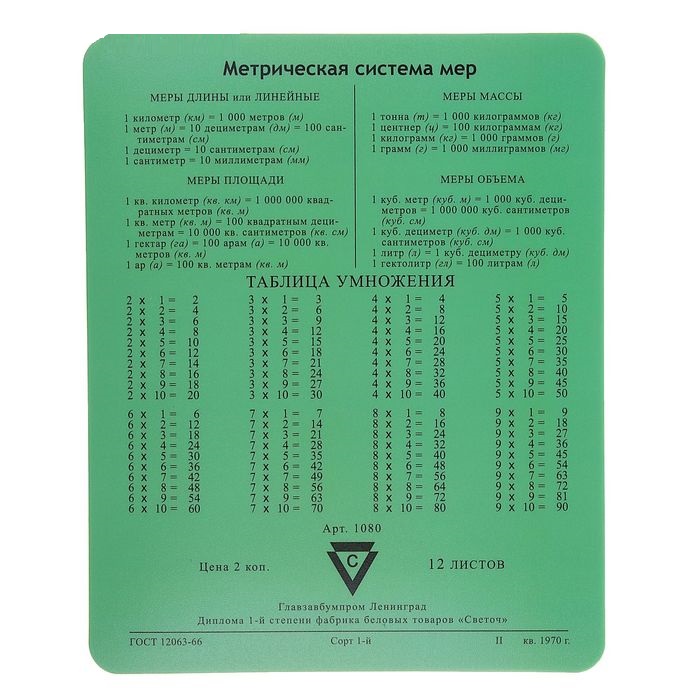 Метрическая система мер
МЕРЫ ДЛИНЫ или ЛИНЕЙНЫЕ
1 километр (км) = 1 000 метров (м)
1 метр (м) = 10 дециметрам (дм) = 100 сан-
тиметрам (см)
1 дециметр = 10 сантиметрам (см)
1 сантиметр = 10 миллиметрам (мм)
МЕРЫ ПЛОЩАДИ
1 кв. километр (кв. км) = 1 000 000 квад-
ратных метров (кв. м)
1 кв. метр (кв. м) = 100 квадратным деци-
метрам = 10 000 кв. сантиметров (кв. см)
1 гектар (га) = 100 арам (а) = 10 000 кв.
метров (кв. м)
1 ар (а) = 100 кв. метрам (кв. м)
МЕРЫ МАССЫ
1 тонна (т) = 1 000 килограммов (кг)
1 центнер (ц) = 100 килограммам (кг)
1 килограмм (кг) = 1 000 граммов (г)
1 грамм (г) = 1 000 миллиграммов (мг)
МЕРЫ ОБЪЕМА
1 куб. метр (куб. м) = 1 000 куб. деци-
метров = 1 000 000 куб. сантиметров
(куб. см)
1 куб. дециметр (куб. дм) = 1 000 куб.
сантиметров (куб. см)
1 литр (л) = 1 куб. дециметру (куб. дм)
1 гектолитр (гл) = 100 литрам (л)
ТАБЛИЦА УМНОЖЕНИЯ
2 x 1 = 2 3 x 1 = 3 4 x 1 = 4 5 x 1 = 5
2 x 2 = 4 3 x 2 = 6 4 x 2 = 8 5 x 2 = 10
2 x 3 = 6 3 x 3 = 9 4 x 3 = 12 5 x 3 = 15
2 x 4 = 8 3 x 4 = 12 4 x 4 = 16 5 x 4 = 20
2 x 5 = 10 3 x 5 = 15 4 x 5 = 20 5 x 5 = 25
2 x 6 = 12 3 x 6 = 18 4 x 6 = 24 5 x 6 = 30
2 x 7 = 14 3 x 7 = 21 4 x 7 = 28 5 x 7 = 35
2 x 8 = 16 3 x 8 = 24 4 x 8 = 32 5 x 8 = 40
2 x 9 = 18 3 x 9 = 27 4 x 9 = 36 5 x 9 = 45
2 x 10 = 20 3 x 10 = 30 4 x 10 = 40 5 x 10 = 50
6 x 1 = 6 7 x 1 = 7 8 x 1 = 8 9 x 1 = 9
6 x 2 = 12 7 x 2 = 14 8 x 2 = 16 9 x 2 = 18
6 x 3 = 18 7 x 3 = 21 8 x 3 = 24 9 x 3 = 27
6 x 4 = 24 7 x 4 = 28 8 x 4 = 32 9 x 4 = 36
6 x 5 = 30 7 x 5 = 35 8 x 5 = 40 9 x 5 = 45
6 x 6 = 36 7 x 6 = 42 8 x 6 = 48 9 x 6 = 54
6 x 7 = 42 7 x 7 = 49 8 x 7 = 56 9 x 7 = 63
6 x 8 = 48 7 x 8 = 56 8 x 8 = 64 9 x 8 = 72
6 x 9 = 54 7 x 9 = 63 8 x 9 = 72 9 x 9 = 81
6 x 10 = 60 7 x 10 = 70 8 x 10 = 80 9 x 10 = 90
Арт. 1080
Цена 2 коп. С 12 ЛИСТОВ
Главзавбумпром Ленинград
Диплома 1-й степени фабрика беловых товаров «Светоч»
ГОСТ 12063-66 Сорт 1-й II кв. 1970 г.